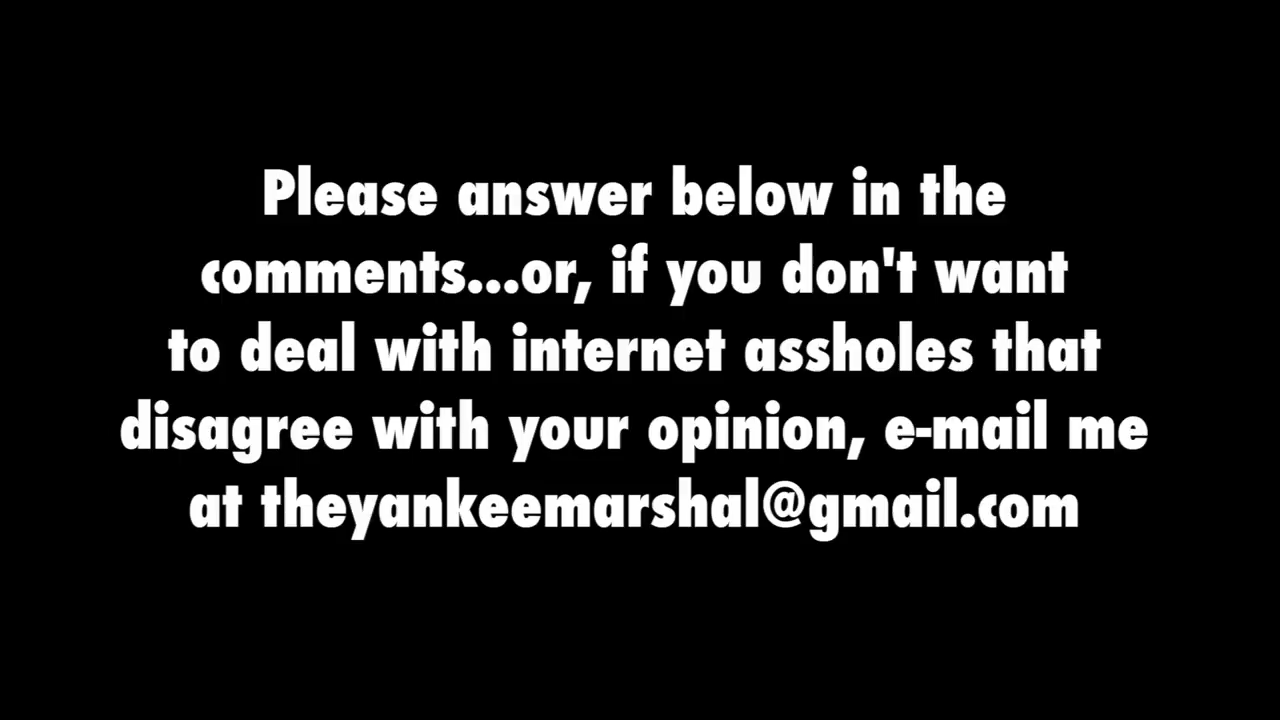 Please answer below in the
comments...or, if you don't want
to deal with internet assholes that
disagree with your opinion, e-mail me
at theyankeemarshal@gmail.com